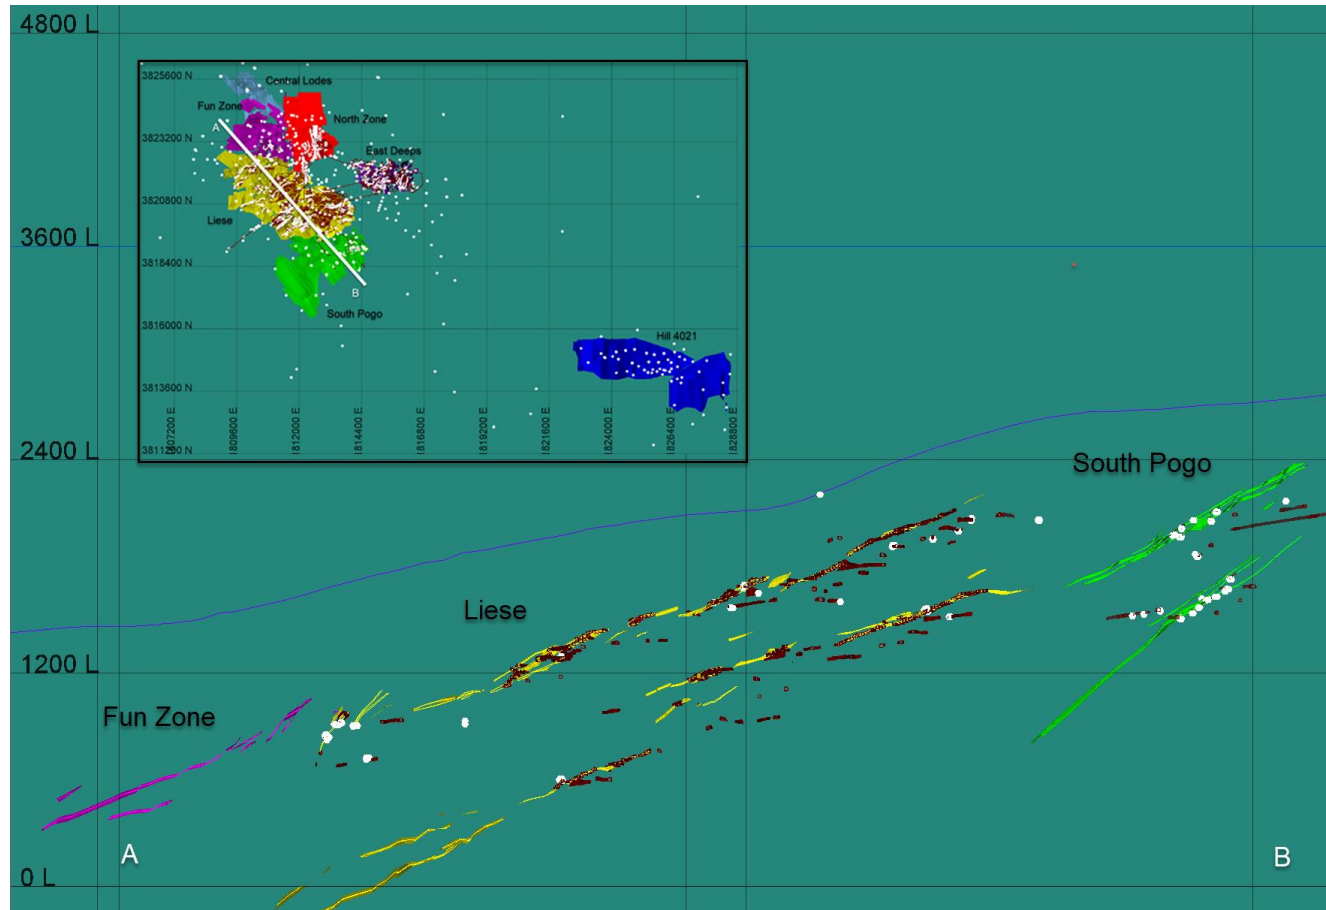 4800 L
3825600 N
Central Lodes
Fun Zone
A
North Zone
3823200 N
East Deeps
3820800 N
Liese
3600 L
3818400 N
B
South Pogo
3816000 N
Hill 4021
3813600 N
3811200 N
1807200 E
1809600 E
1812000 E
1814400 E
1816800 E
1819200 E
1821600 E
1824000 E
1826400 E
1828800 E
2400 L
South Pogo
Liese
1200 L
Fun Zone
A
B
0 L